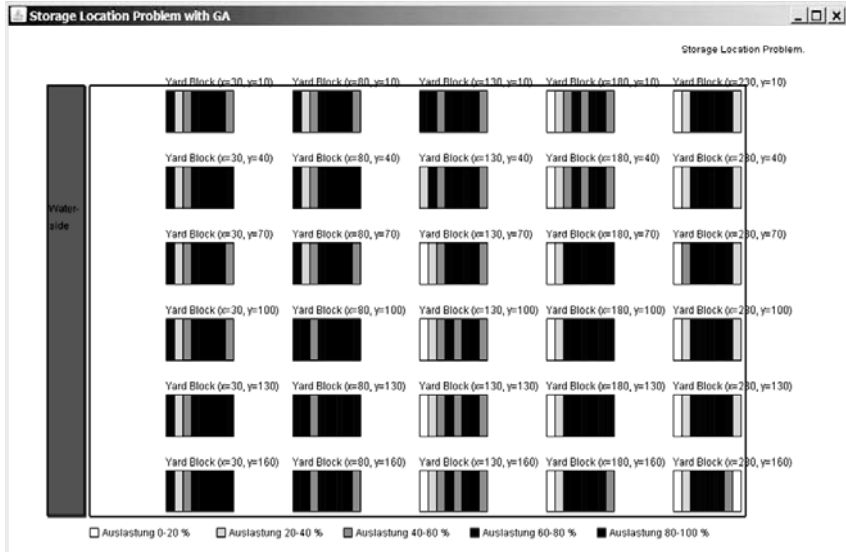 Storage Location Problem with GA
Storage Location Problem.
Yard Block (x=30, y=10) Yard Block (x=80, y=10) Yard Block (x=130, y=10) Yard Block (x=180, y=10) Yard Block (x=230, y=10)
Yard Block (x=30, y=40) Yard Block (x=80, y=40) Yard Block (x=130, y=40) Yard Block (x=180, y=40) Yard Block (x=230, y=40)
Water-
side
Yard Block (x=30, y=70) Yard Block (x=80, y=70) Yard Block (x=130, y=70) Yard Block (x=180, y=70) Yard Block (x=230, y=70)
Yard Block (x=30, y=100) Yard Block (x=80, y=100) Yard Block (x=130, y=100) Yard Block (x=180, y=100) Yard Block (x=230, y=100)
Yard Block (x=30, y=130) Yard Block (x=80, y=130) Yard Block (x=130, y=130) Yard Block (x=180, y=130) Yard Block (x=230, y=130)
Yard Block (x=30, y=160) Yard Block (x=80, y=160) Yard Block (x=130, y=160) Yard Block (x=180, y=160) Yard Block (x=230, y=160)
Auslastung 0-20 % Auslastung 20-40 % Auslastung 40-60 % Auslastung 60-80 % Auslastung 80-100 %